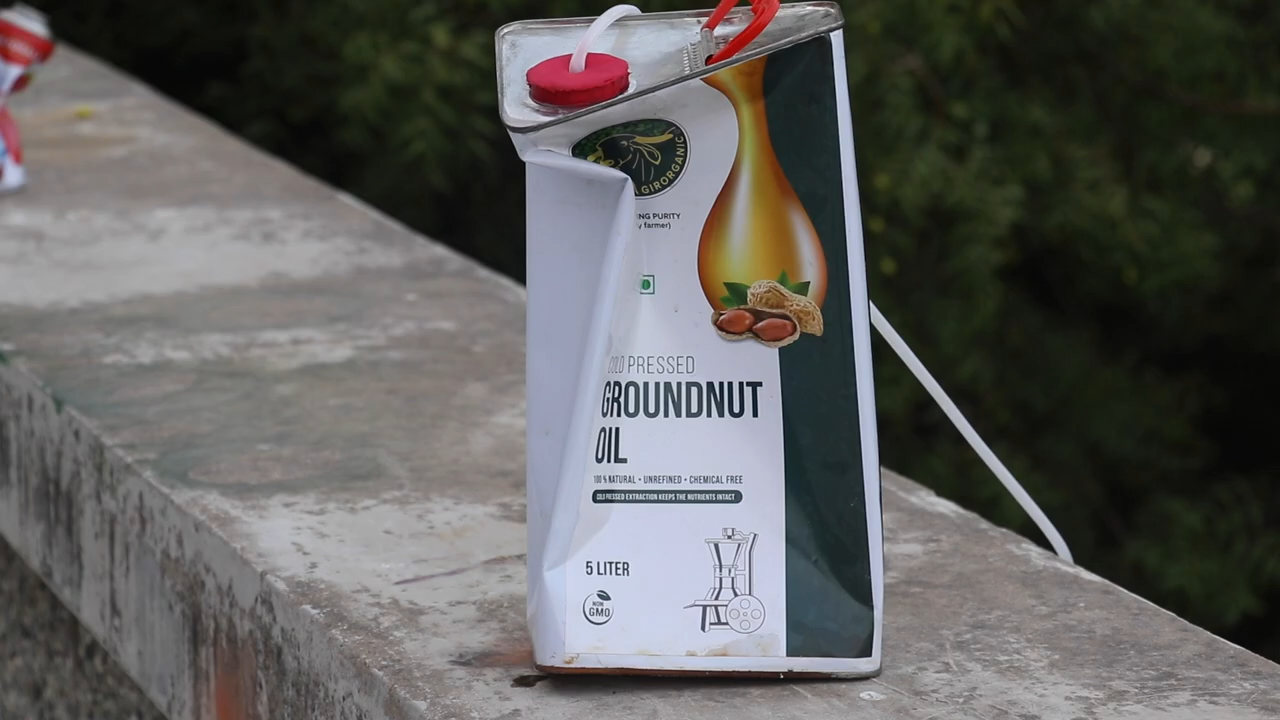 GIRORGANIC
ING PURITY
y farmer)
COLD PRESSED
GROUNDNUT
OIL
100 % NATURAL • UNREFINED • CHEMICAL FREE
COLD PRESSED EXTRACTION KEEPS THE NUTRIENTS INTACT
5 LITER
NON
GMO